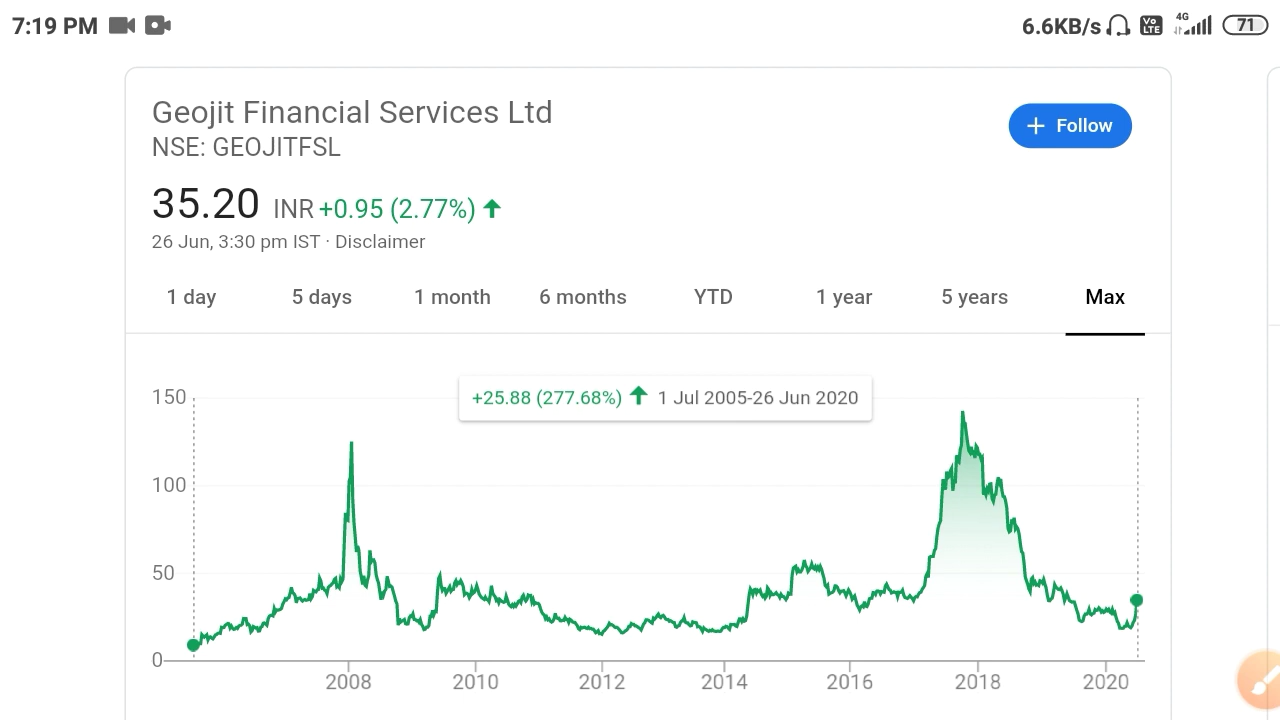 7:19 PM 6.6KB/s Vo LTE 4G 71
Geojit Financial Services Ltd
+ Follow
NSE: GEOJITFSL
35.20 INR +0.95 (2.77%) ↑
26 Jun, 3:30 pm IST · Disclaimer
1 day 5 days 1 month 6 months YTD 1 year 5 years Max
+25.88 (277.68%) ↑ 1 Jul 2005-26 Jun 2020
150
100
50
0
2008 2010 2012 2014 2016 2018 2020